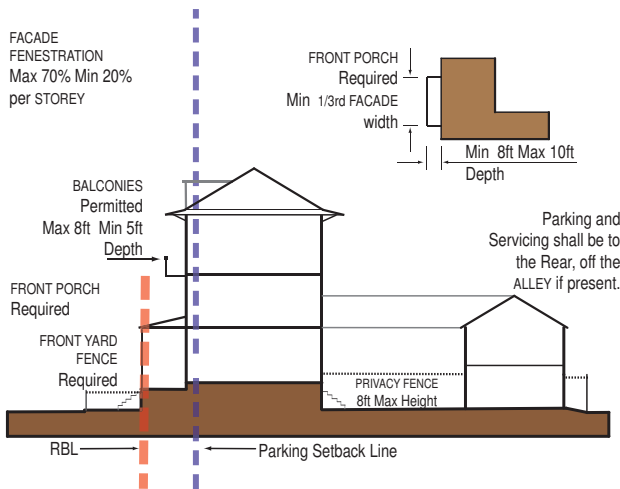 FACADE
FENESTRATION
Max 70% Min 20%
per STOREY
FRONT PORCH
Required
Min 1/3rd FACADE
width
Min 8ft Max 10ft
Depth
BALCONIES
Permitted
Max 8ft Min 5ft
Depth
Parking and
Servicing shall be to
the Rear, off the
ALLEY if present.
FRONT PORCH
Required
FRONT YARD
FENCE
Required
PRIVACY FENCE
8ft Max Height
RBL
Parking Setback Line